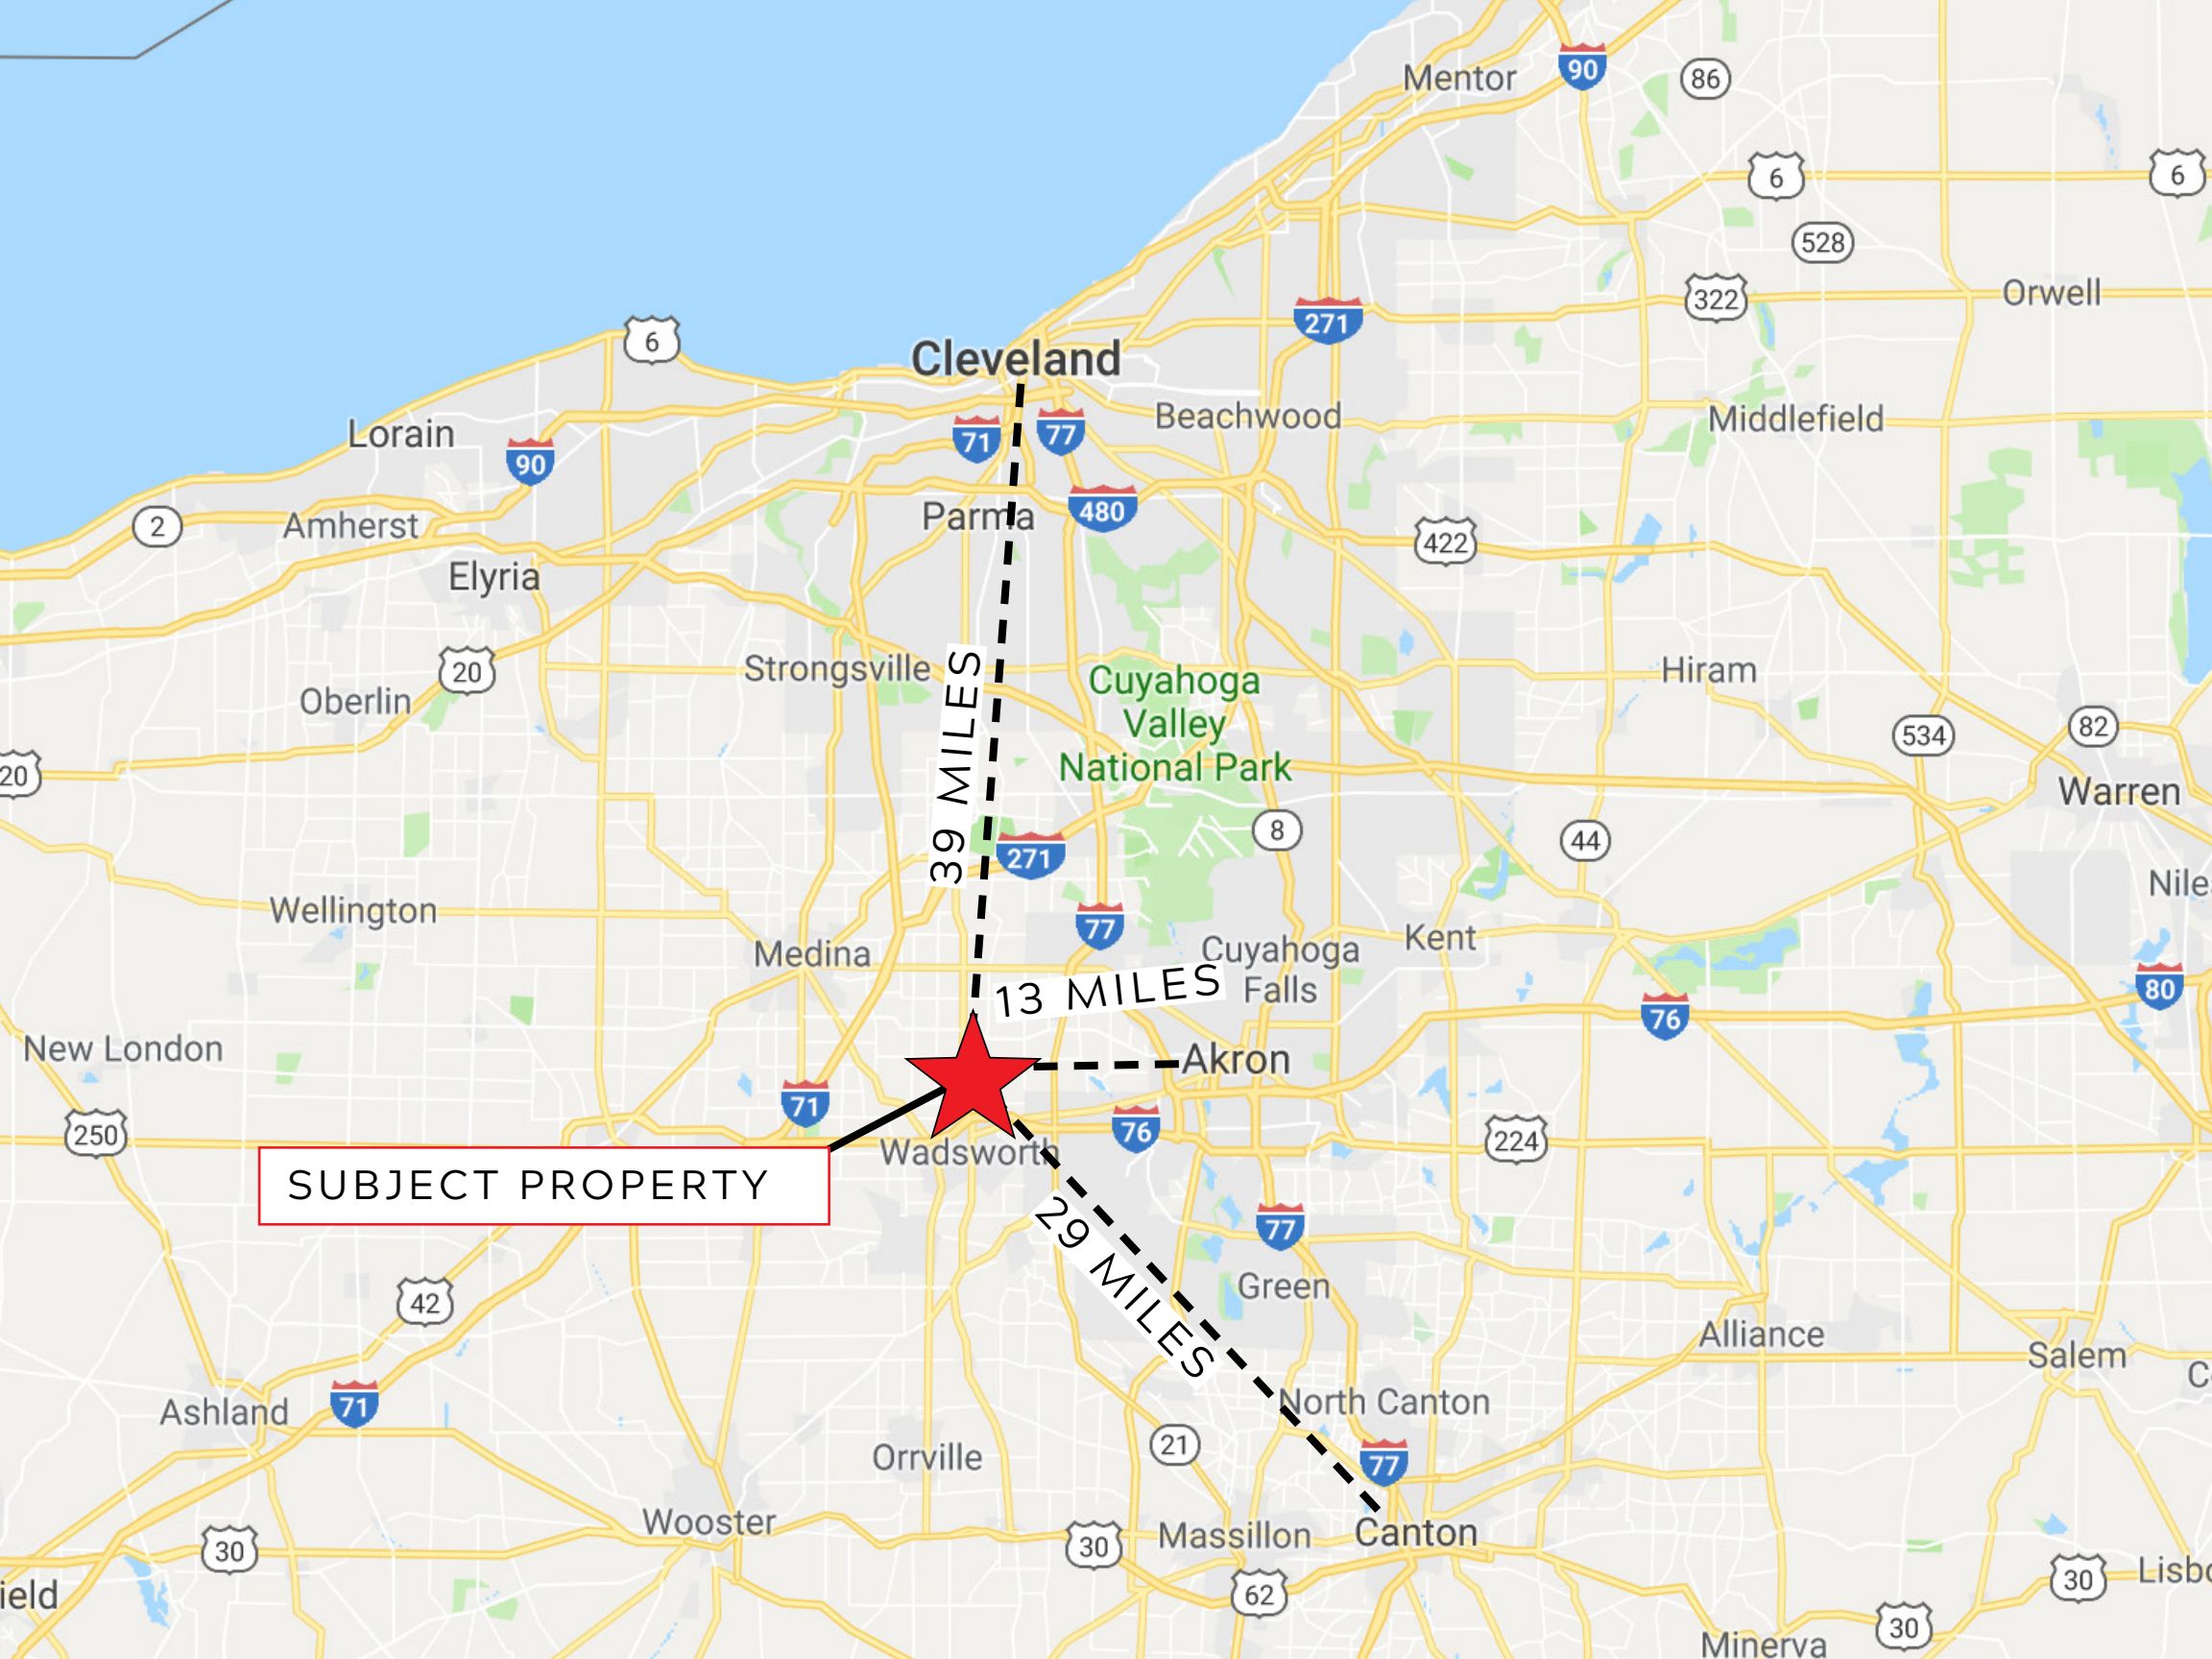 Mentor
90
86
6
6
528
322
Orwell
271
6
Cleveland
Beachwood
Middlefield
Lorain
71
77
90
480
Parma
2
Amherst
422
Elyria
20
Strongsville
Oberlin
Hiram
Cuyahoga
Valley
National Park
39 MILES
534
82
20
Warren
8
44
271
Nile
Wellington
77
Medina
Kent
Cuyahoga
Falls
13 MILES
76
80
New London
Akron
71
250
76
224
Wadsworth
SUBJECT PROPERTY
29 MILES
77
Green
42
Alliance
Salem
C
71
Ashland
North Canton
21
Orrville
77
Wooster
30
30
Massillon
Canton
62
30
Lisbo
ield
30
Minerva